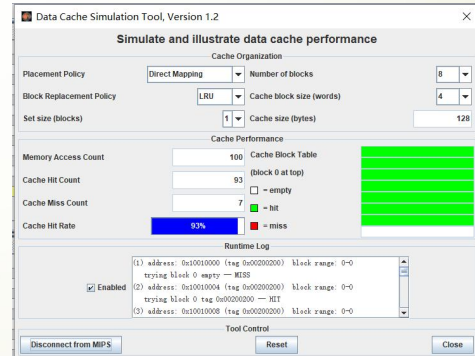 Data Cache Simulation Tool, Version 1.2
Simulate and illustrate data cache performance
Cache Organization
Placement Policy Direct Mapping Number of blocks 8
Block Replacement Policy LRU Cache block size (words) 4
Set size (blocks) 1 Cache size (bytes) 128
Cache Performance
Memory Access Count 100 Cache Block Table
(block 0 at top)
Cache Hit Count 93
= empty
Cache Miss Count 7
= hit
Cache Hit Rate 93% = miss
Runtime Log
(1) address: 0x10010000 (tag 0x00200200) block range: 0-0
trying block 0 empty -- MISS
Enabled (2) address: 0x10010004 (tag 0x00200200) block range: 0-0
trying block 0 tag 0x00200200 -- HIT
(3) address: 0x10010008 (tag 0x00200200) block range: 0-0
Tool Control
Disconnect from MIPS Reset Close